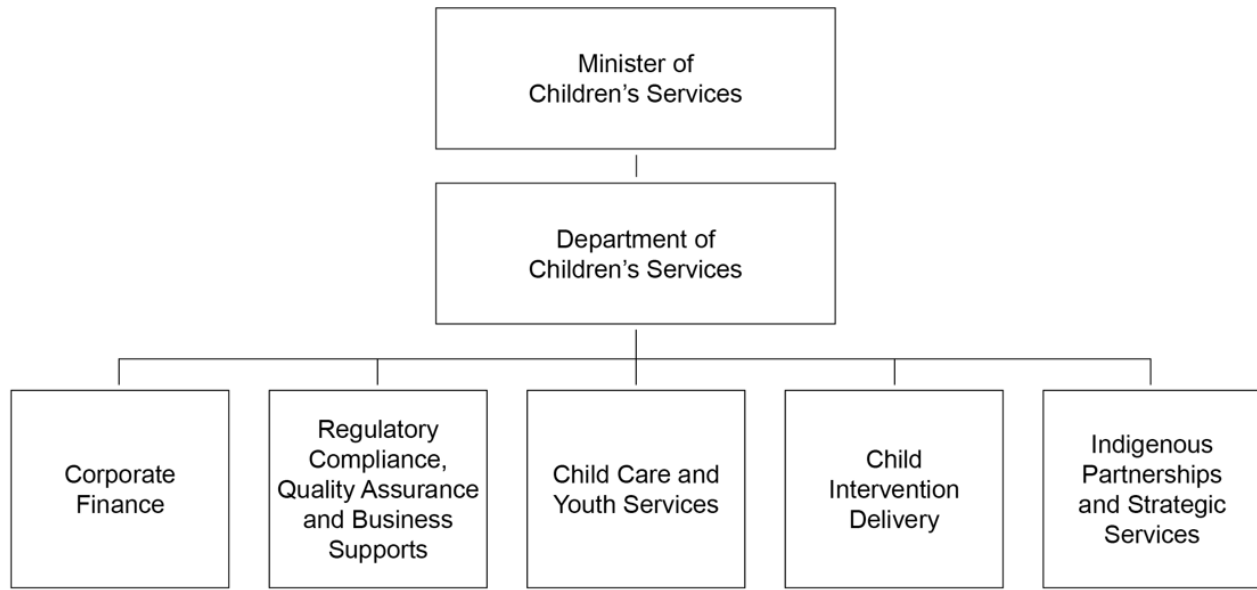 Minister of
Children’s Services
Department of
Children’s Services
Corporate
Finance
Regulatory
Compliance,
Quality Assurance
and Business
Supports
Child Care and
Youth Services
Child
Intervention
Delivery
Indigenous
Partnerships
and Strategic
Services